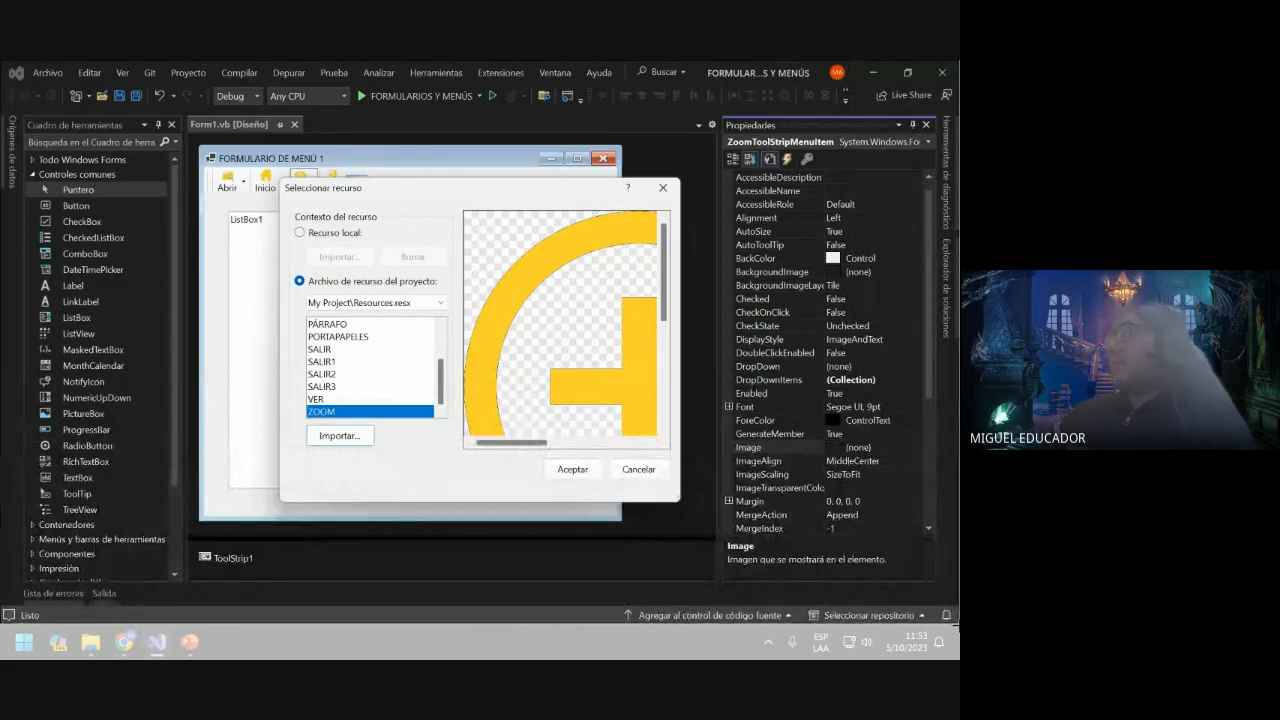 Archivo Editar Ver Git Proyecto Compilar Depurar Prueba Analizar Herramientas Extensiones Ventana Ayuda Buscar FORMULAR...S Y MENÚS MA
Debug Any CPU FORMULARIOS Y MENÚS Live Share
Orígenes de datos
Cuadro de herramientas
Búsqueda en el Cuadro de herra
Todo Windows Forms
Controles comunes
Puntero
Button
CheckBox
CheckedListBox
ComboBox
DateTimePicker
Label
LinkLabel
ListBox
ListView
MaskedTextBox
MonthCalendar
NotifyIcon
NumericUpDown
PictureBox
ProgressBar
RadioButton
RichTextBox
TextBox
ToolTip
TreeView
Contenedores
Menús y barras de herramientas
Componentes
Impresión
Lista de errores Salida
Form1.vb [Diseño]
FORMULARIO DE MENÚ 1
Abrir Inicio
ListBox1
Seleccionar recurso
?
Contexto del recurso
Recurso local:
Importar... Borrar
Archivo de recurso del proyecto:
My Project\Resources.resx
PÁRRAFO
PORTAPAPELES
SALIR
SALIR1
SALIR2
SALIR3
VER
ZOOM
Importar...
Aceptar Cancelar
ToolStrip1
Propiedades
ZoomToolStripMenuItem System.Windows.Fo
AccessibleDescription
AccessibleName
AccessibleRole Default
Alignment Left
AutoSize True
AutoToolTip False
BackColor Control
BackgroundImage (none)
BackgroundImageLay Tile
Checked False
CheckOnClick False
CheckState Unchecked
DisplayStyle ImageAndText
DoubleClickEnabled False
DropDown (none)
DropDownItems (Collection)
Enabled True
Font Segoe UI, 9pt
ForeColor ControlText
GenerateMember True
Image (none)
ImageAlign MiddleCenter
ImageScaling SizeToFit
ImageTransparentColo
Margin 0, 0, 0, 0
MergeAction Append
MergeIndex -1
Image
Imagen que se mostrará en el elemento.
Herramientas de diagnóstico
Explorador de soluciones
Listo Agregar al control de código fuente Seleccionar repositorio
ESP
LAA
11:53
5/10/2023
MIGUEL EDUCADOR